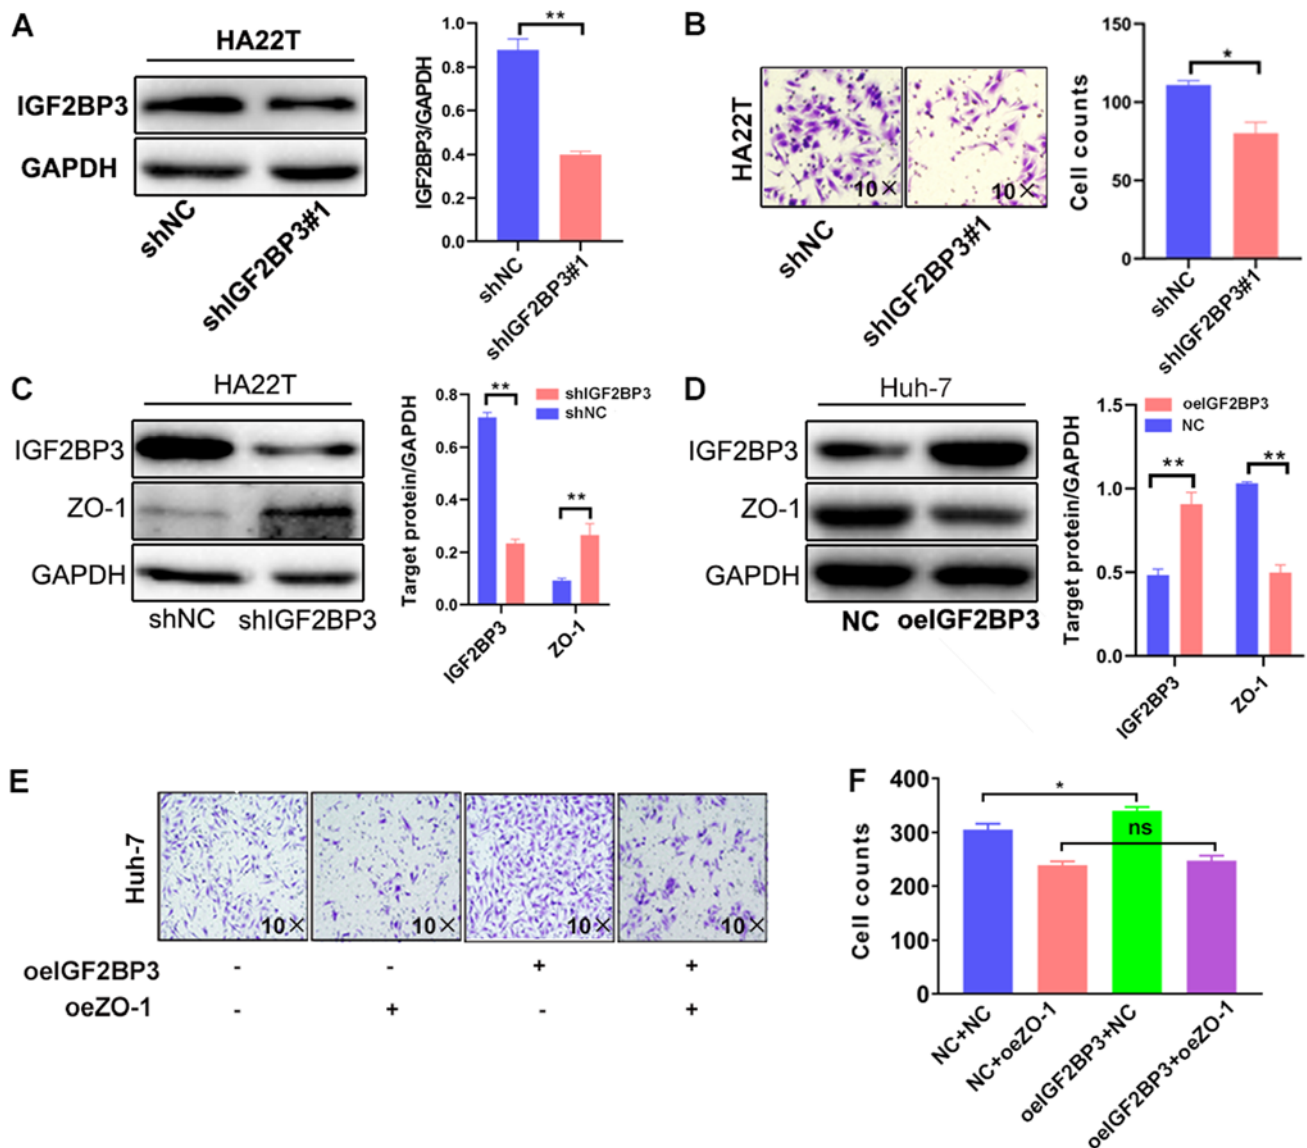 A
HA22T
IGF2BP3
GAPDH
shNC
shIGF2BP3#1
IGF2BP3/GAPDH
1.0
0.8
0.6
0.4
0.2
0.0
**
shNC
shIGF2BP3#1
B
HA22T
10×
10×
shNC
shIGF2BP3#1
Cell counts
150
100
50
0
*
shNC
shIGF2BP3#1
C
HA22T
IGF2BP3
ZO-1
GAPDH
shNC shIGF2BP3
Target protein/GAPDH
0.8
0.6
0.4
0.2
0.0
**
**
shIGF2BP3
shNC
IGF2BP3
ZO-1
D
Huh-7
IGF2BP3
ZO-1
GAPDH
NC oeIGF2BP3
Target protein/GAPDH
1.5
1.0
0.5
0.0
oeIGF2BP3
NC
**
**
IGF2BP3
ZO-1
E
Huh-7
10×
10×
10×
10×
oeIGF2BP3 - - + +
oeZO-1 - + - +
F
Cell counts
400
300
200
100
0
*
ns
NC+NC
NC+oeZO-1
oeIGF2BP3+NC
oeIGF2BP3+oeZO-1